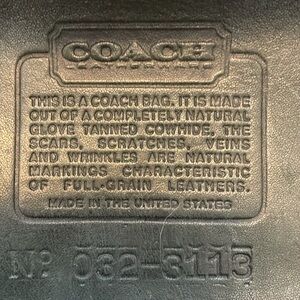 COACH
THIS IS A COACH BAG. IT IS MADE
OUT OF A COMPLETELY NATURAL
GLOVE TANNED COWHIDE, THE
SCARS, SCRATCHES, VEINS
AND WRINKLES ARE NATURAL
MARKINGS CHARACTERISTIC
OF FULL-GRAIN LEATHERS.
MADE IN THE UNITED STATES
Nº 032-3113